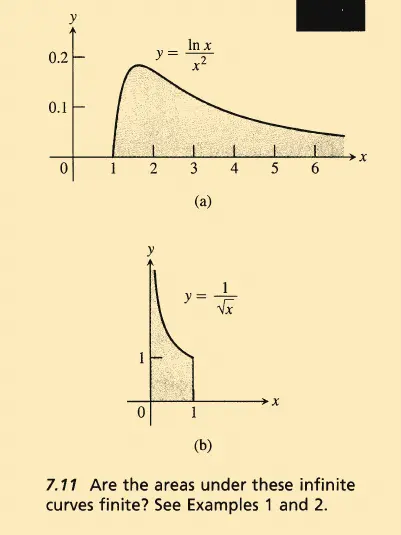 y
0.2
y = ln x / x²
0.1
0 1 2 3 4 5 6 x
(a)
y
y = 1 / √x
1
0 1 x
(b)
7.11 Are the areas under these infinite
curves finite? See Examples 1 and 2.